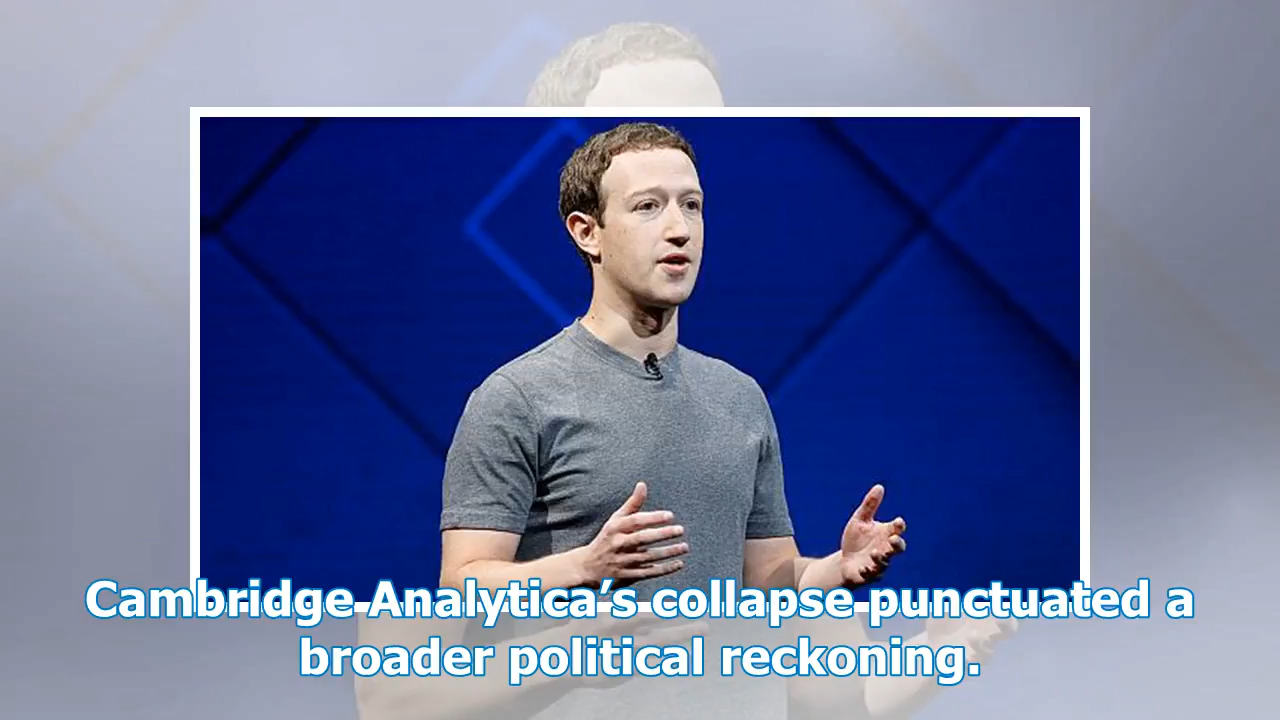 Cambridge Analytica’s collapse punctuated a
broader political reckoning.